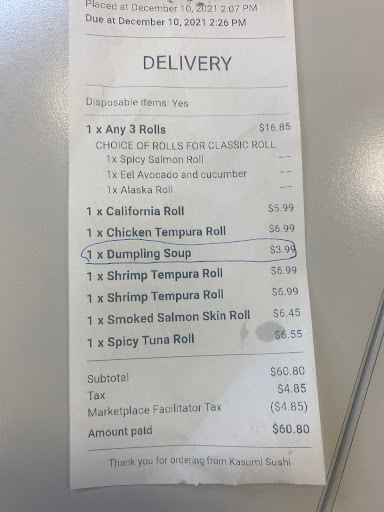 Placed at December 10, 2021 2:07 PM
Due at December 10, 2021 2:26 PM
DELIVERY
Disposable items: Yes
1 x Any 3 Rolls $16.85
CHOICE OF ROLLS FOR CLASSIC ROLL
1x Spicy Salmon Roll --
1x Eel Avocado and cucumber --
1x Alaska Roll --
1 x California Roll $5.99
1 x Chicken Tempura Roll $6.99
1 x Dumpling Soup $3.99
1 x Shrimp Tempura Roll $6.99
1 x Shrimp Tempura Roll $6.99
1 x Smoked Salmon Skin Roll $6.45
1 x Spicy Tuna Roll $6.55
Subtotal $60.80
Tax $4.85
Marketplace Facilitator Tax ($4.85)
Amount paid $60.80
Thank you for ordering from Kasumi Sushi